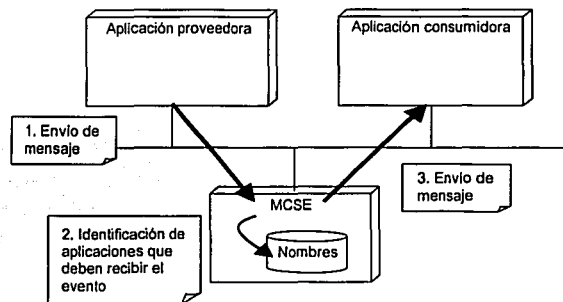 Aplicación proveedora
Aplicación consumidora
1. Envío de
mensaje
MCSE
3. Envío de
mensaje
2. Identificación de
aplicaciones que
deben recibir el
evento
Nombres